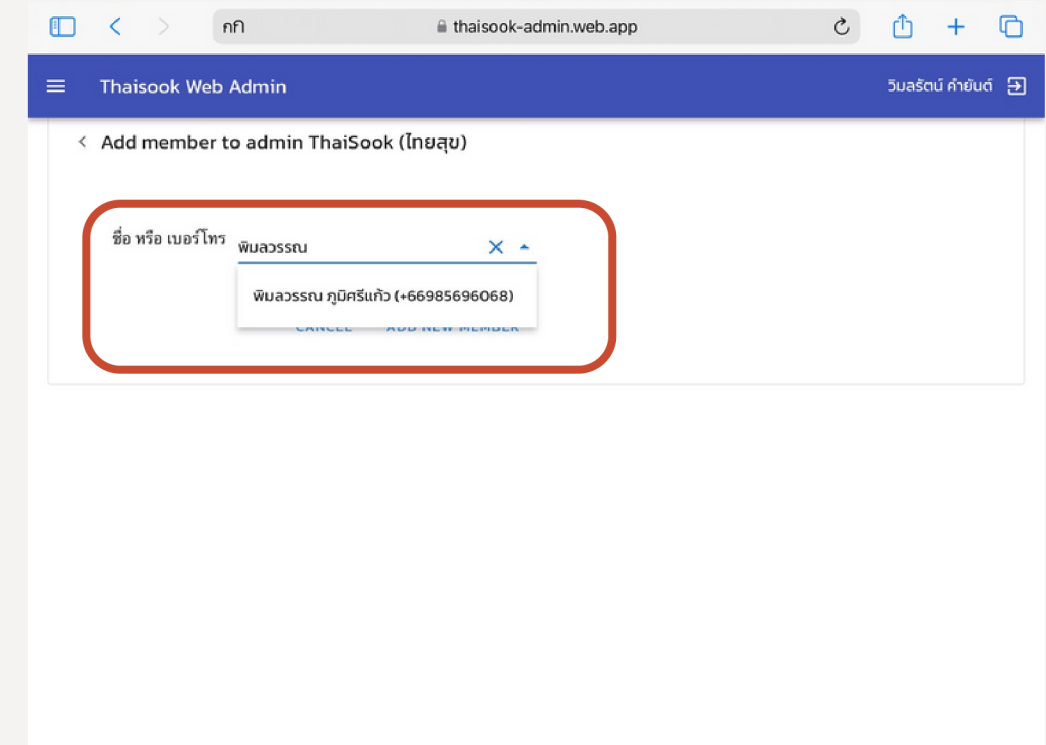 กกา thaisook-admin.web.app
Thaisook Web Admin วิมลรัตน์ คำยันต์
Add member to admin ThaiSook (ไทยสุข)
ชื่อ หรือ เบอร์โทร พิมลวรรณ
พิมลวรรณ ภูมิศรีแก้ว (+66985696068)
CANCEL ADD NEW MEMBER